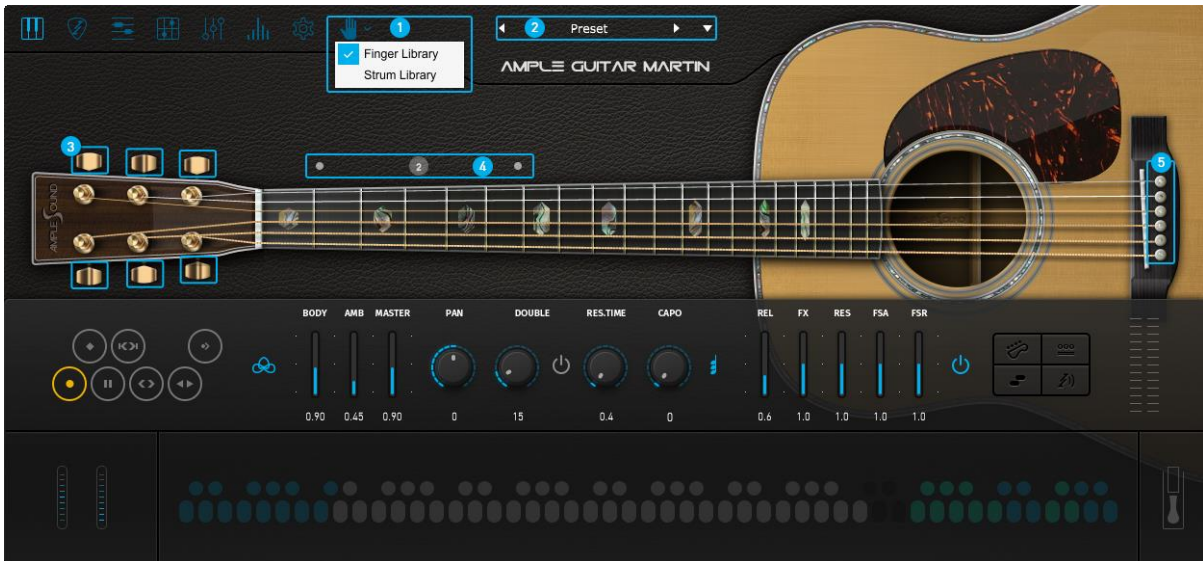 1
2 Preset
Finger Library
Strum Library
AMPLE GUITAR MARTIN
3
2 4
5
AMPLE SOUND
BODY AMB MASTER PAN DOUBLE RES.TIME CAPO REL FX RES FSA FSR
0.90 0.45 0.90 0 15 0.4 0 0.6 1.0 1.0 1.0 1.0